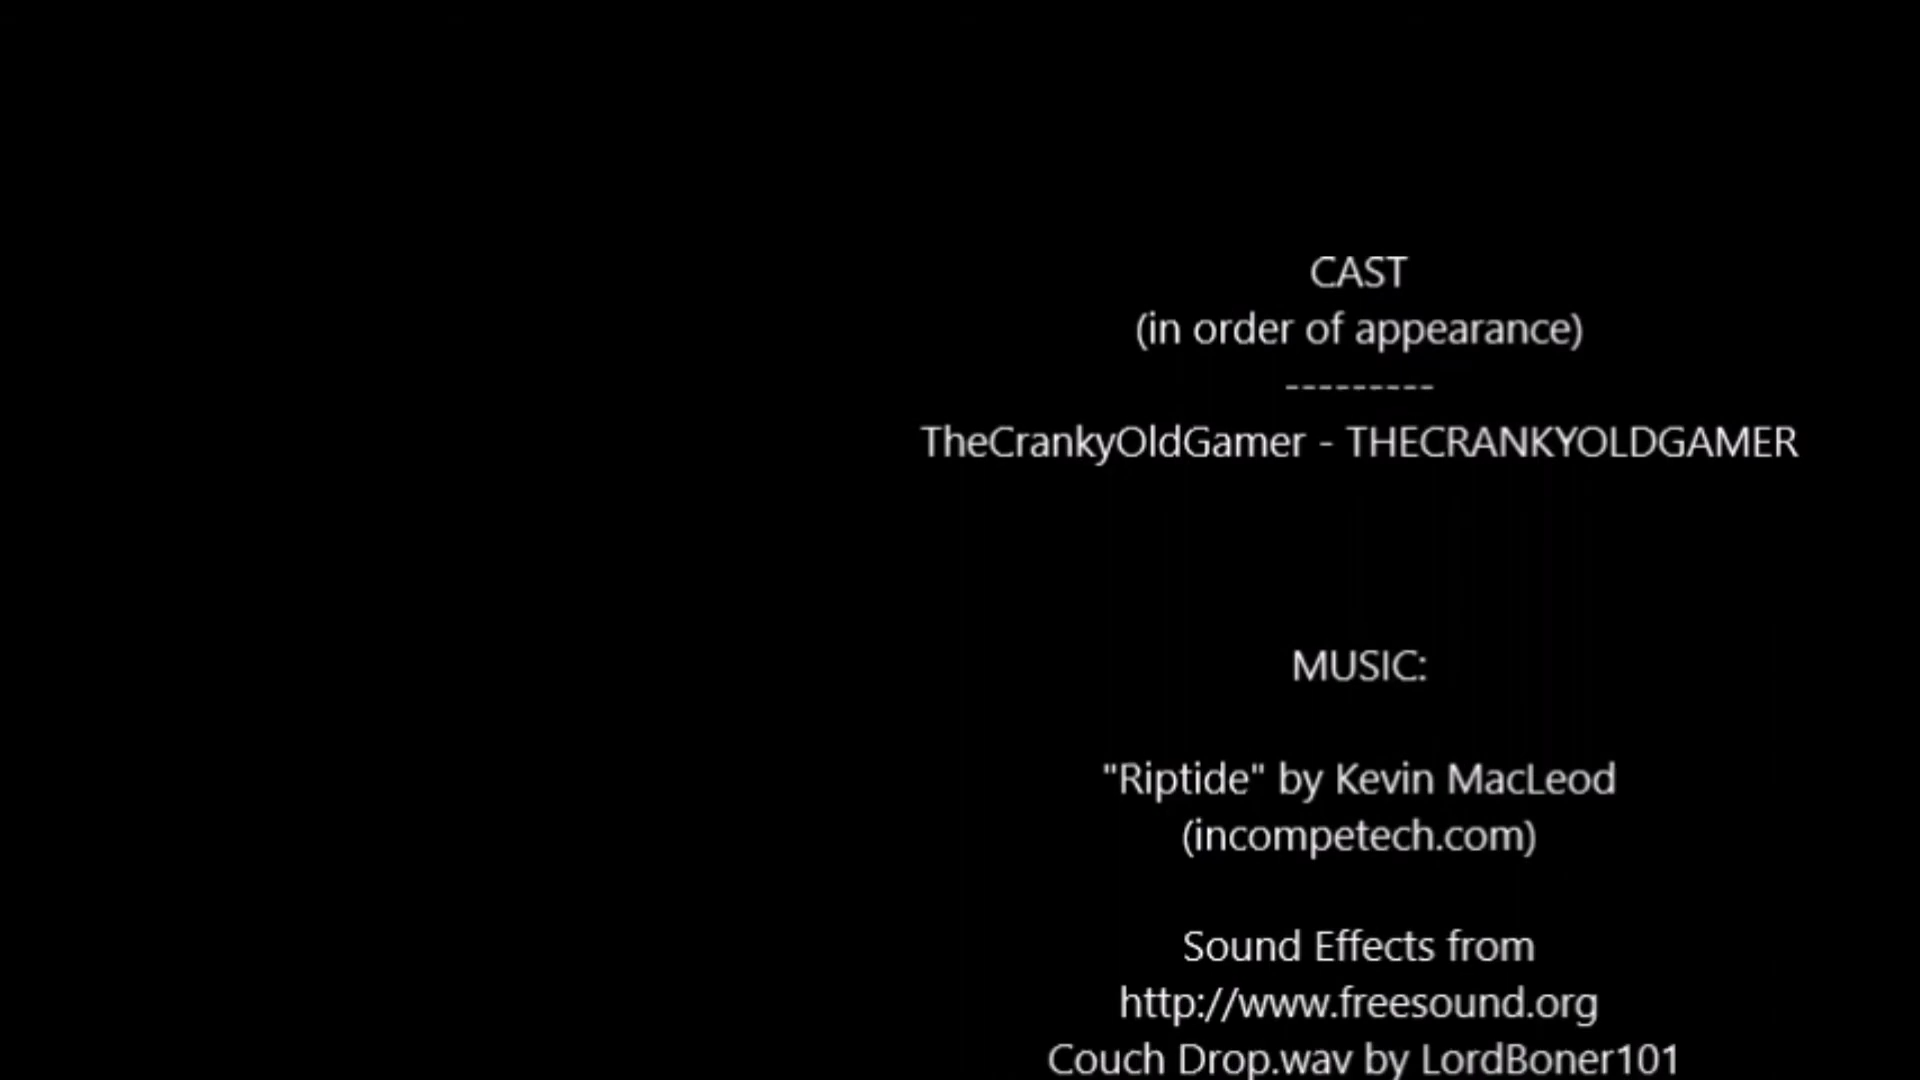 CAST
(in order of appearance)
---------
TheCrankyOldGamer - THECRANKYOLDGAMER
MUSIC:
"Riptide" by Kevin MacLeod
(incompetech.com)
Sound Effects from
http://www.freesound.org
Couch Drop.wav by LordBoner101